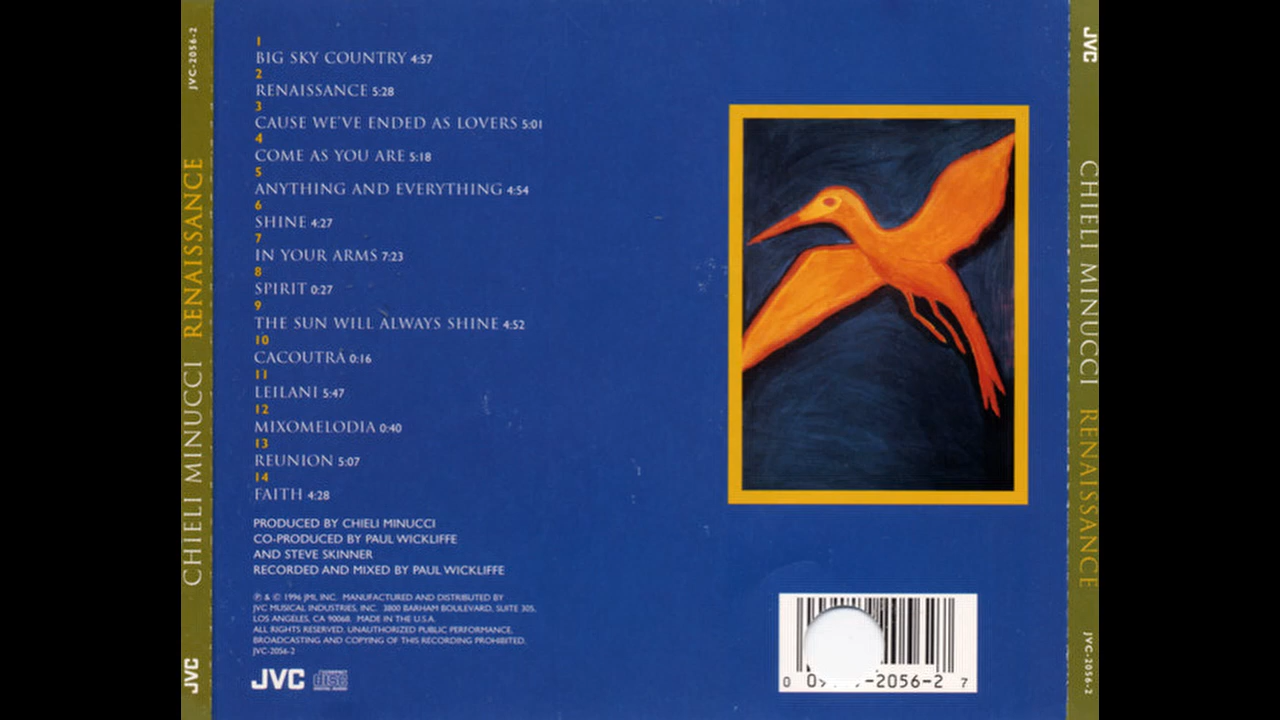 JVC-2056-2
CHIELI MINUCCI RENAISSANCE
JVC
1
BIG SKY COUNTRY 4:57
2
RENAISSANCE 5:28
3
CAUSE WE'VE ENDED AS LOVERS 5:01
4
COME AS YOU ARE 5:18
5
ANYTHING AND EVERYTHING 4:54
6
SHINE 4:27
7
IN YOUR ARMS 7:23
8
SPIRIT 0:27
9
THE SUN WILL ALWAYS SHINE 4:52
10
CACOUTRÁ 0:16
11
LEILANI 5:47
12
MIXOMELODIA 0:40
13
REUNION 5:07
14
FAITH 4:28
PRODUCED BY CHIELI MINUCCI
CO-PRODUCED BY PAUL WICKLIFFE
AND STEVE SKINNER
RECORDED AND MIXED BY PAUL WICKLIFFE
℗ & © 1996 JMI, INC. MANUFACTURED AND DISTRIBUTED BY
JVC MUSICAL INDUSTRIES, INC. 3800 BARHAM BOULEVARD, SUITE 305,
LOS ANGELES, CA 90068. MADE IN THE U.S.A.
ALL RIGHTS RESERVED. UNAUTHORIZED PUBLIC PERFORMANCE,
BROADCASTING AND COPYING OF THIS RECORDING PROHIBITED.
JVC-2056-2
JVC
COMPACT
disc
DIGITAL AUDIO
0 -2056-2 7
JVC
CHIELI MINUCCI RENAISSANCE
JVC-2056-2